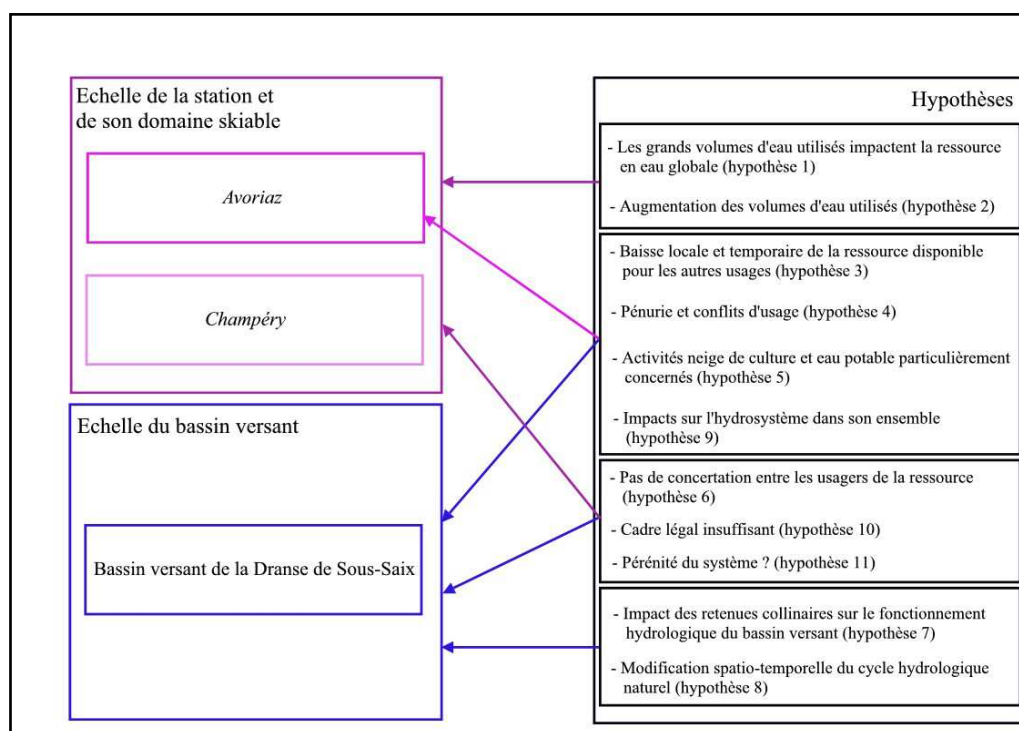 Echelle de la station et
de son domaine skiable
Avoriaz
Champéry
Echelle du bassin versant
Bassin versant de la Dranse de Sous-Saix
Hypothèses
- Les grands volumes d'eau utilisés impactent la ressource
en eau globale (hypothèse 1)
- Augmentation des volumes d'eau utilisés (hypothèse 2)
- Baisse locale et temporaire de la ressource disponible
pour les autres usages (hypothèse 3)
- Pénurie et conflits d'usage (hypothèse 4)
- Activités neige de culture et eau potable particulièrement
concernés (hypothèse 5)
- Impacts sur l'hydrosystème dans son ensemble
(hypothèse 9)
- Pas de concertation entre les usagers de la ressource
(hypothèse 6)
- Cadre légal insuffisant (hypothèse 10)
- Pérénité du système ? (hypothèse 11)
- Impact des retenues collinaires sur le fonctionnement
hydrologique du bassin versant (hypothèse 7)
- Modification spatio-temporelle du cycle hydrologique
naturel (hypothèse 8)